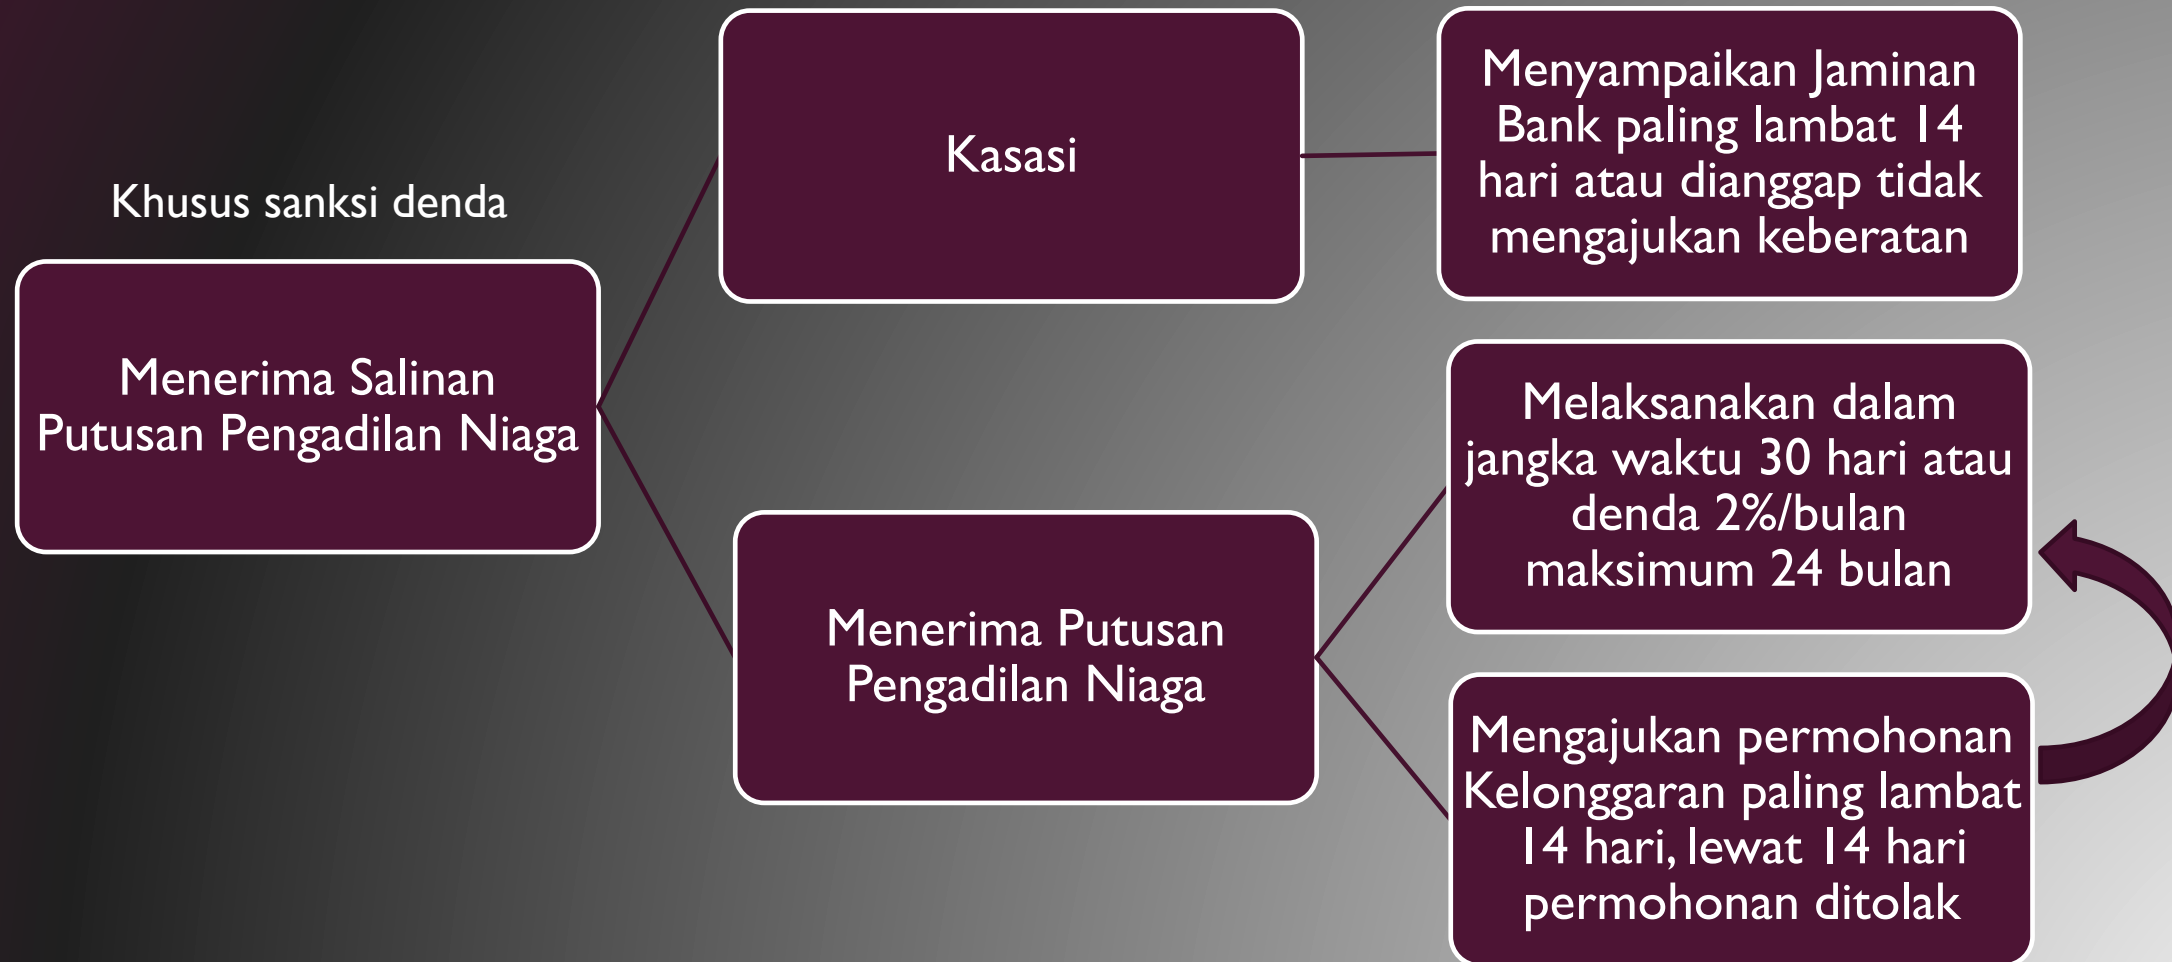 Khusus sanksi denda
Menerima Salinan
Putusan Pengadilan Niaga
Kasasi
Menyampaikan Jaminan
Bank paling lambat 14
hari atau dianggap tidak
mengajukan keberatan
Menerima Putusan
Pengadilan Niaga
Melaksanakan dalam
jangka waktu 30 hari atau
denda 2%/bulan
maksimum 24 bulan
Mengajukan permohonan
Kelonggaran paling lambat
14 hari, lewat 14 hari
permohonan ditolak